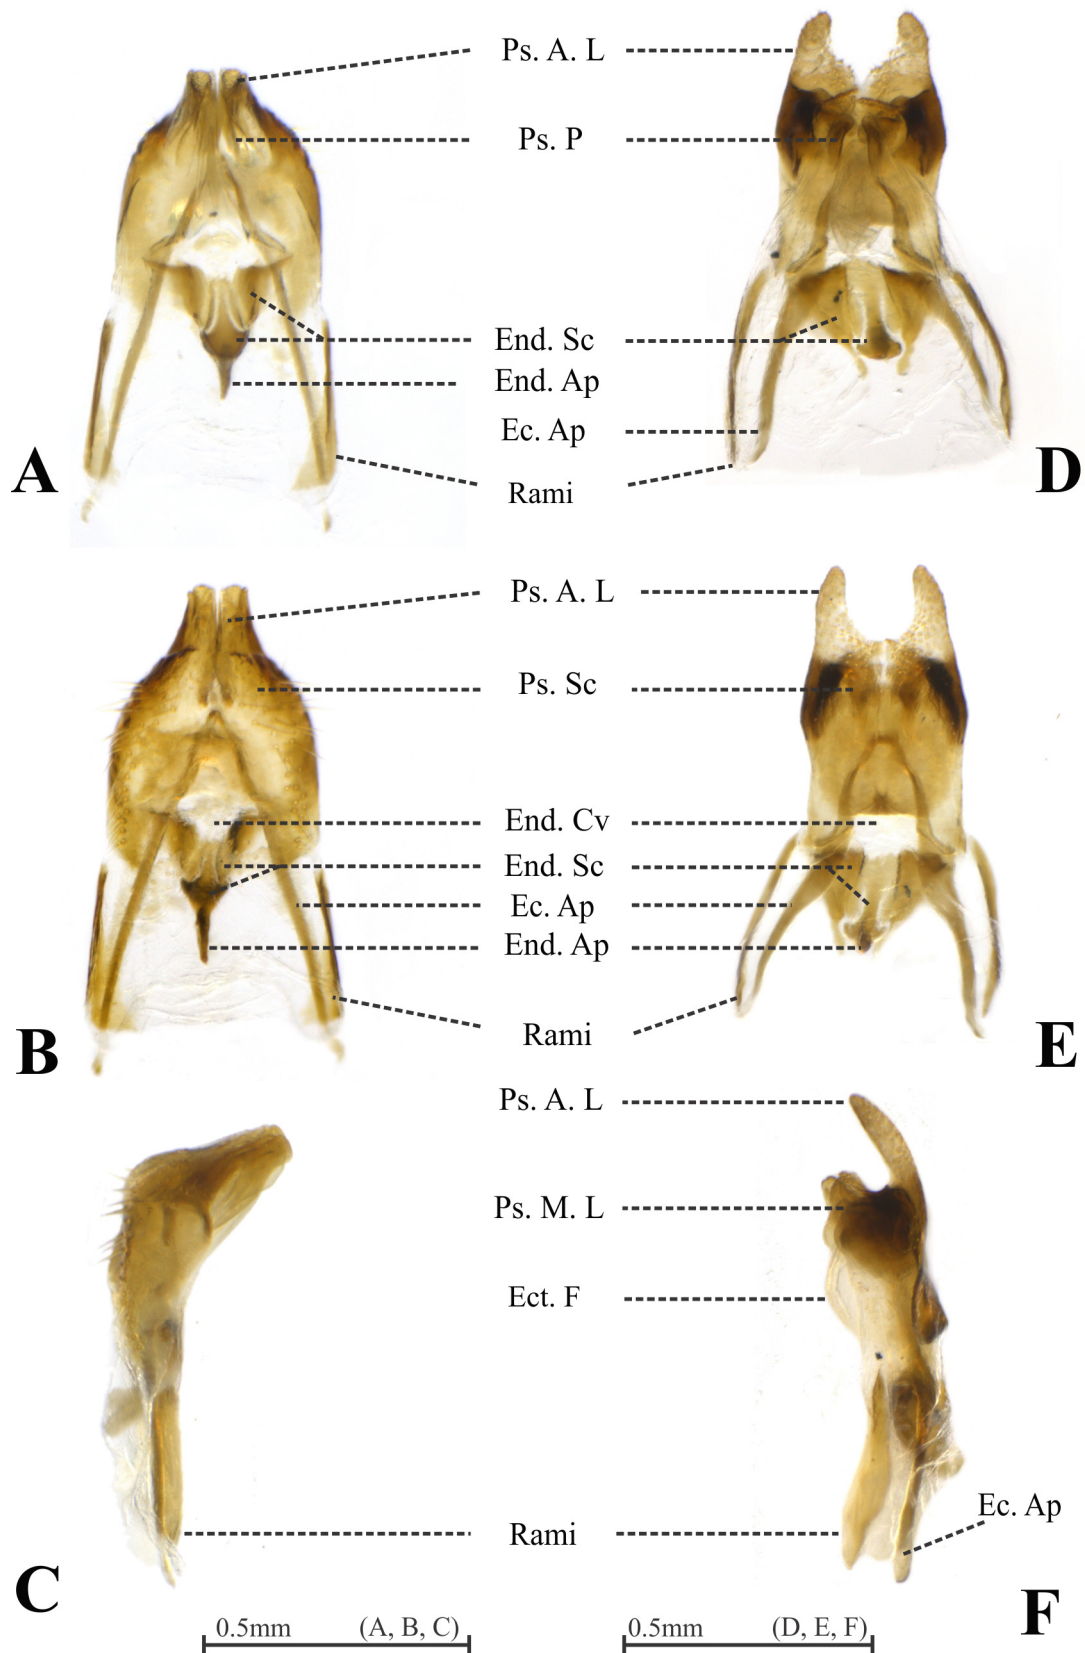 Ps. A. L
Ps. P
End. Sc
End. Ap
Ec. Ap
Rami
A
D
Ps. A. L
Ps. Sc
End. Cv
End. Sc
Ec. Ap
End. Ap
Rami
B
E
Ps. A. L
Ps. M. L
Ect. F
Ec. Ap
Rami
C
F
0.5mm (A, B, C)
0.5mm (D, E, F)